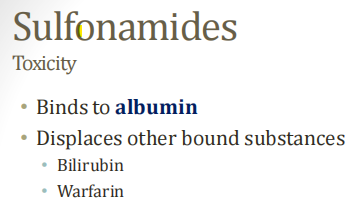 Sulfonamides
Toxicity
• Binds to albumin
• Displaces other bound substances
• Bilirubin
• Warfarin